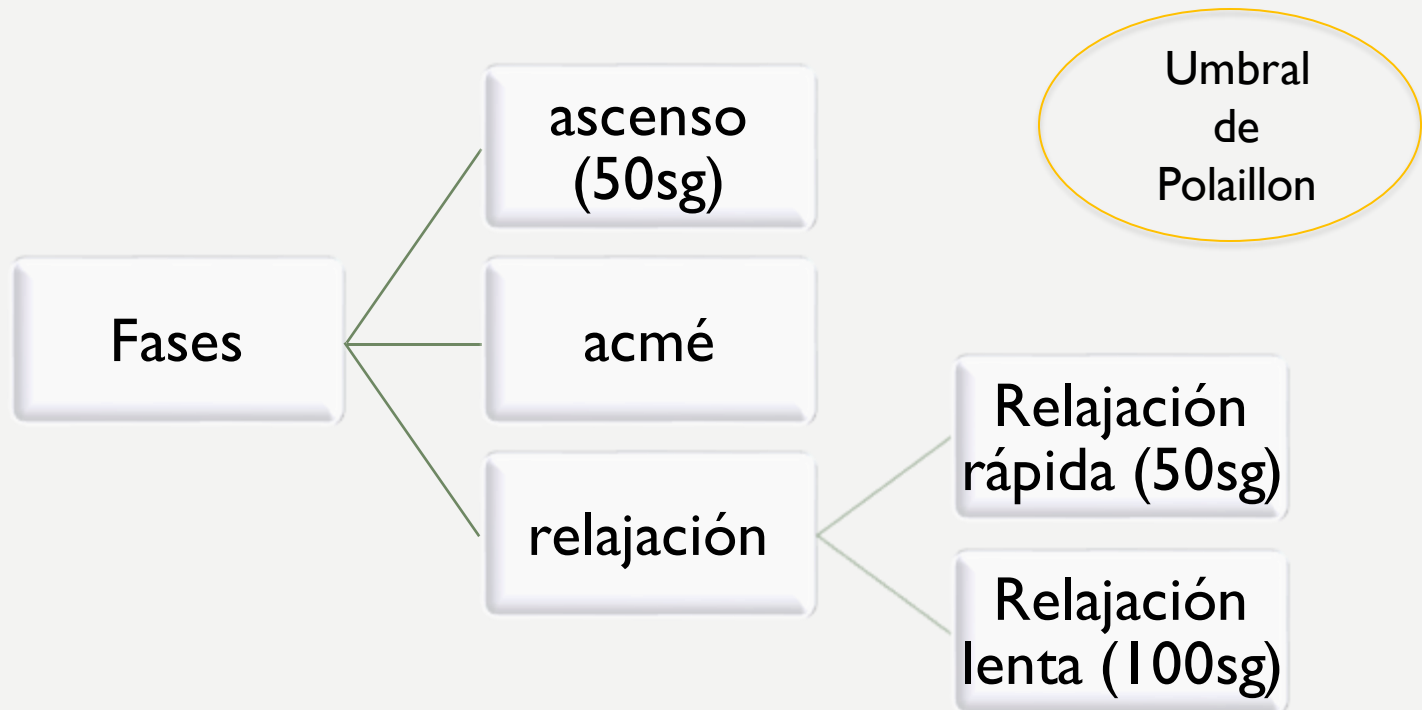 Umbral
de
Polaillon
Fases
ascenso
(50sg)
acmé
relajación
Relajación
rápida (50sg)
Relajación
lenta (100sg)